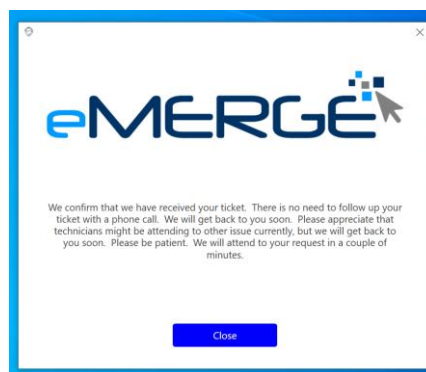 eMERGE
We confirm that we have received your ticket. There is no need to follow up your
ticket with a phone call. We will get back to you soon. Please appreciate that
technicians might be attending to other issue currently, but we will get back to
you soon. Please be patient. We will attend to your request in a couple of
minutes.
Close